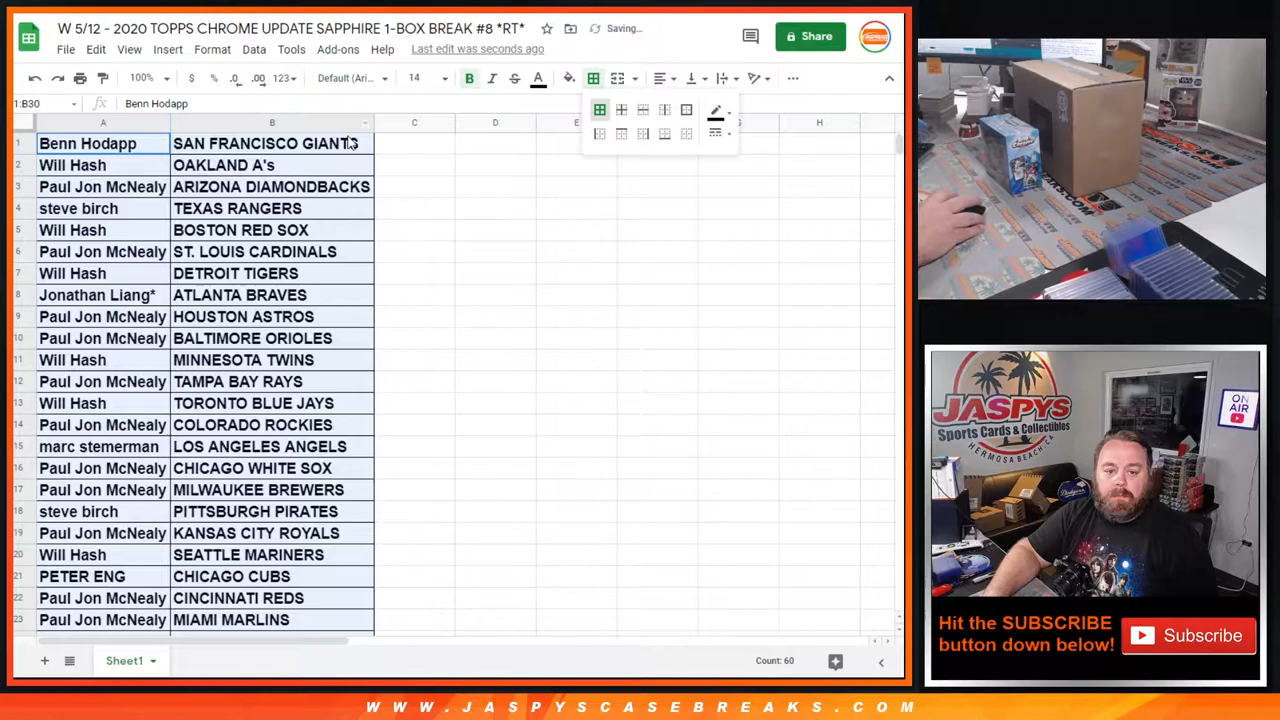 W 5/12 - 2020 TOPPS CHROME UPDATE SAPPHIRE 1-BOX BREAK #8 *RT*
Saving...
Share
File Edit View Insert Format Data Tools Add-ons Help Last edit was seconds ago
100% $ % .0 .00 123 Default (Ari... 14 B I S A
1:B30 fx Benn Hodapp
A B C D E H
1 Benn Hodapp SAN FRANCISCO GIANTS
2 Will Hash OAKLAND A's
3 Paul Jon McNealy ARIZONA DIAMONDBACKS
4 steve birch TEXAS RANGERS
5 Will Hash BOSTON RED SOX
6 Paul Jon McNealy ST. LOUIS CARDINALS
7 Will Hash DETROIT TIGERS
8 Jonathan Liang* ATLANTA BRAVES
9 Paul Jon McNealy HOUSTON ASTROS
10 Paul Jon McNealy BALTIMORE ORIOLES
11 Will Hash MINNESOTA TWINS
12 Paul Jon McNealy TAMPA BAY RAYS
13 Will Hash TORONTO BLUE JAYS
14 Paul Jon McNealy COLORADO ROCKIES
15 marc stemerman LOS ANGELES ANGELS
16 Paul Jon McNealy CHICAGO WHITE SOX
17 Paul Jon McNealy MILWAUKEE BREWERS
18 steve birch PITTSBURGH PIRATES
19 Paul Jon McNealy KANSAS CITY ROYALS
20 Will Hash SEATTLE MARINERS
21 PETER ENG CHICAGO CUBS
22 Paul Jon McNealy CINCINNATI REDS
23 Paul Jon McNealy MIAMI MARLINS
Sheet1
Count: 60
JASPYS
Sports Cards & Collectibles
HERMOSA BEACH, CA
ON AIR
Dodgers
Hit the SUBSCRIBE
button down below!
Subscribe
WWW.JASPYSCASEBREAKS.COM